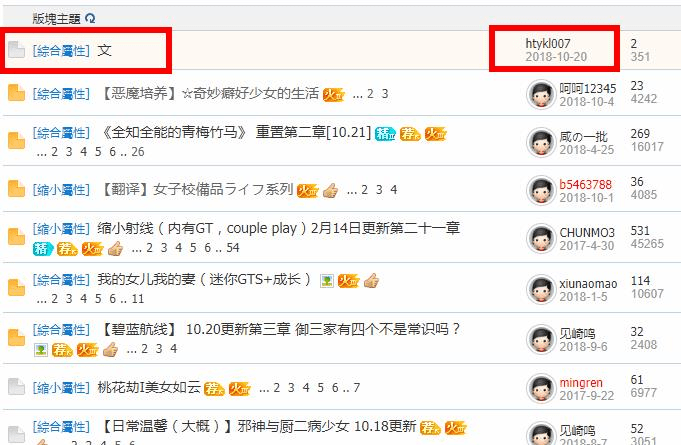 版塊主題
[綜合屬性] 文
htykl007
2018-10-20
2
351
[綜合屬性] 【恶魔培养】☆奇妙癖好少女的生活 火 ... 2 3
呵呵12345
2018-10-4
23
4242
[綜合屬性] 《全知全能的青梅竹马》 重置第二章[10.21] 精 荐 火
... 2 3 4 5 6 .. 26
咸の一批
2018-4-25
269
16017
[缩小屬性] 【翻译】女子校備品ライフ系列 火 ... 2 3 4
b5463788
2018-10-1
36
4085
[綜合屬性] 缩小射线（内有GT，couple play）2月14日更新第二十一章
精 荐 火 ... 2 3 4 5 6 .. 54
CHUNMO3
2017-4-30
531
45265
[綜合屬性] 我的女儿我的妻（迷你GTS+成长） 火
... 2 3 4 5 6 .. 11
xiunaomao
2018-1-5
114
10607
[綜合屬性] 【碧蓝航线】 10.20更新第三章 御三家有四个不是常识吗？
荐 火 ... 2 3 4
见崎鸣
2018-9-6
32
2408
[缩小屬性] 桃花劫I美女如云 荐 火 ... 2 3 4 5 6 .. 7
mingren
2017-9-22
61
6977
[綜合屬性] 【日常温馨（大概）】邪神与厨二病少女 10.18更新 荐 火
... 2 3 4 5 6
见崎鸣
2018-8-7
52
3051